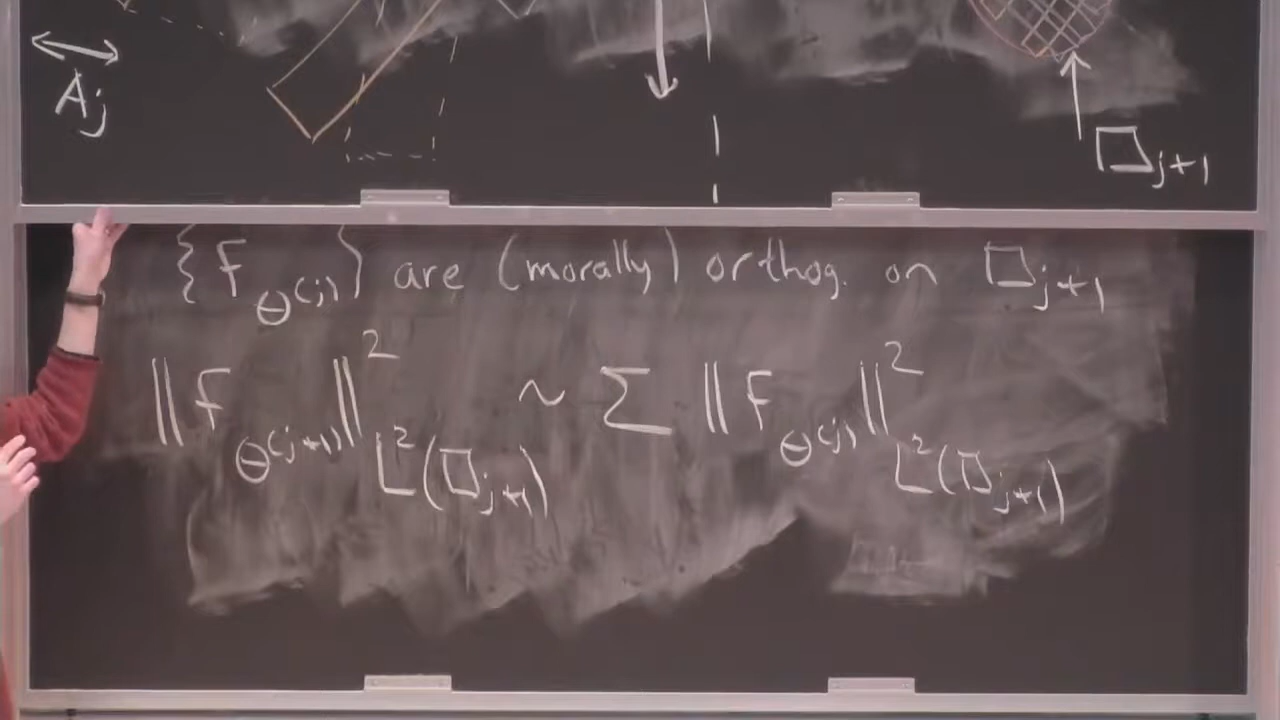 A_j
□_{j+1}
{f_{Θ^{(j)}}} are (morally) orthog. on □_{j+1}
‖f_{Θ^{(j+1)}}‖²_{L²(□_{j+1})} ~ Σ ‖f_{Θ^{(j)}}‖²_{L²(□_{j+1})}